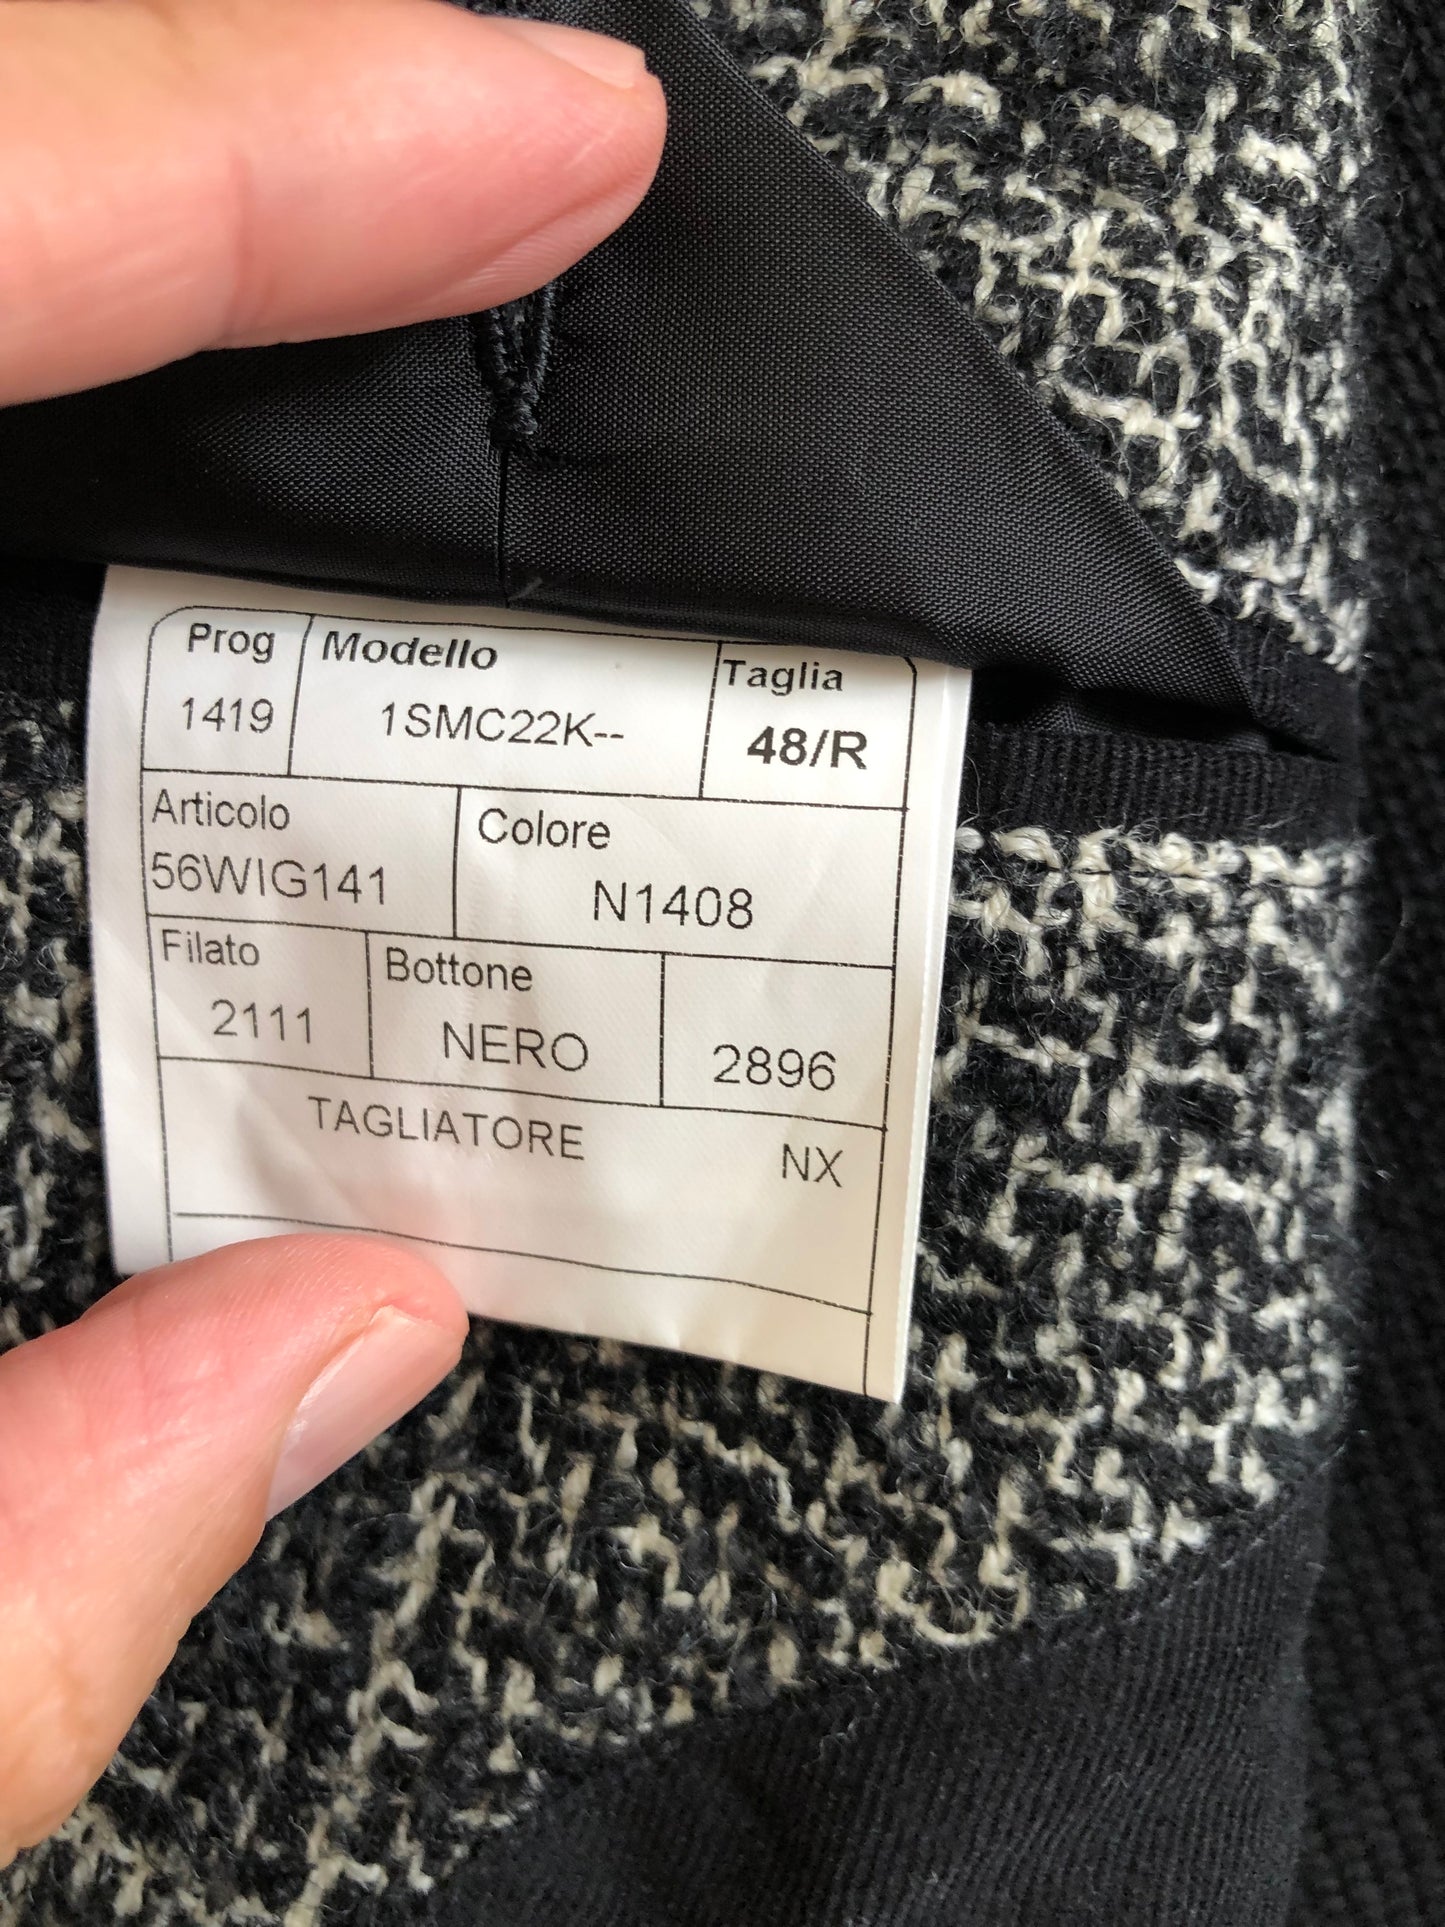 Prog Modello Taglia
1419 1SMC22K-- 48/R
Articolo Colore
56WIG141 N1408
Filato Bottone
2111 NERO 2896
TAGLIATORE NX